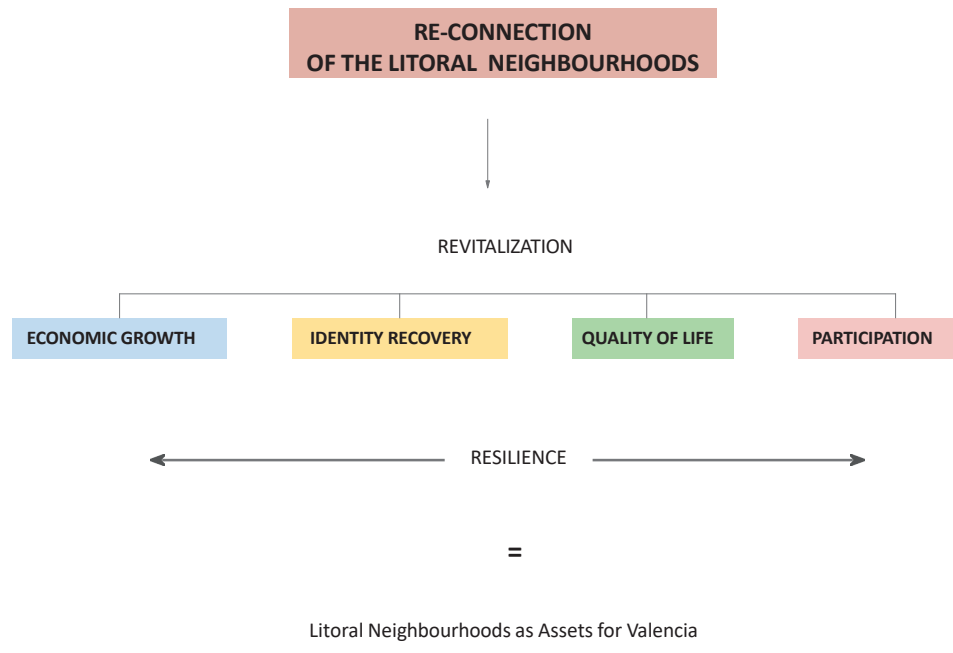 RE-CONNECTION
OF THE LITORAL NEIGHBOURHOODS
REVITALIZATION
ECONOMIC GROWTH
IDENTITY RECOVERY
QUALITY OF LIFE
PARTICIPATION
RESILIENCE
=
Litoral Neighbourhoods as Assets for Valencia